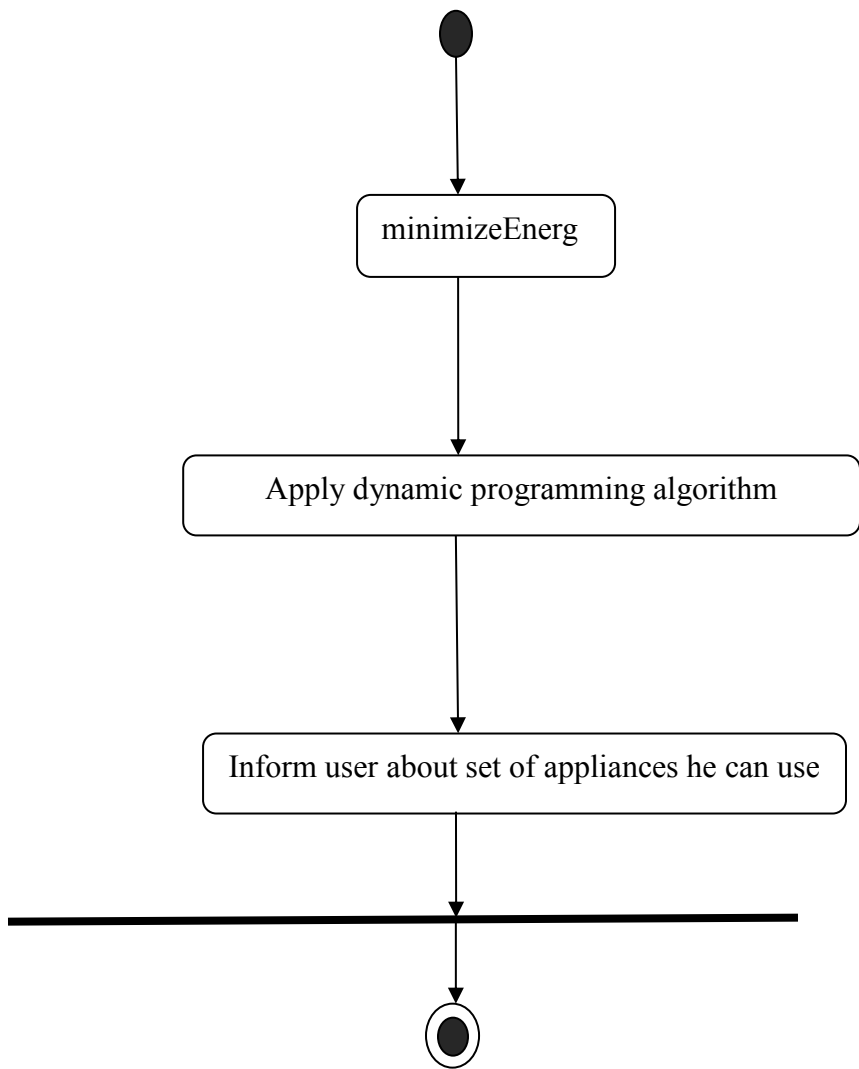 minimizeEnerg
Apply dynamic programming algorithm
Inform user about set of appliances he can use